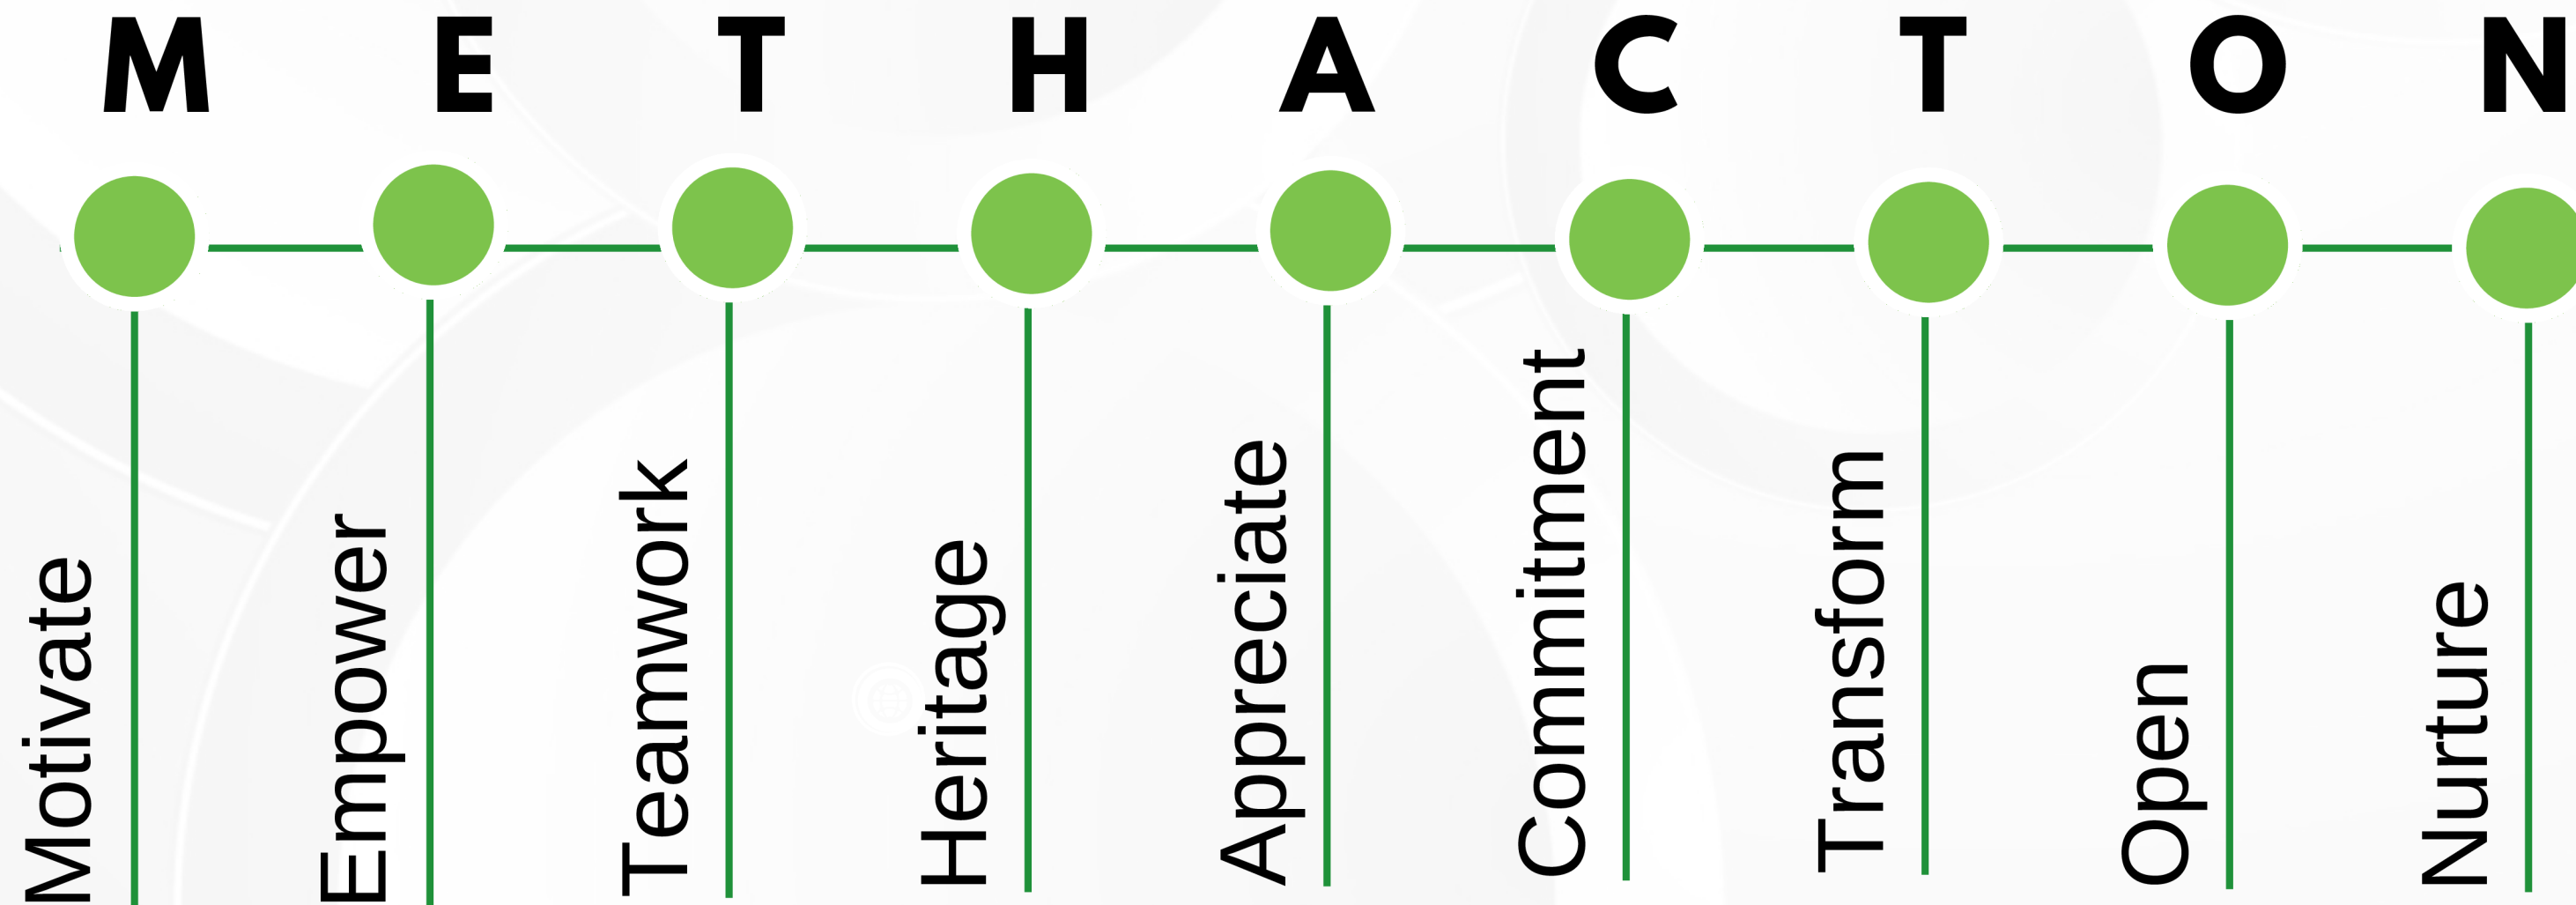 M E T H A C T O N
Motivate
Empower
Teamwork
Heritage
Appreciate
Commitment
Transform
Open
Nurture